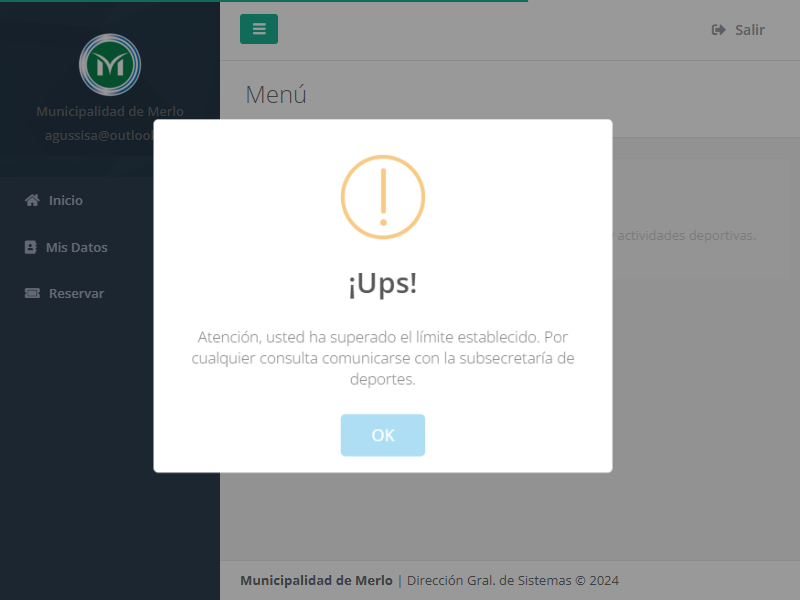 Salir
Menú
Municipalidad de Merlo
agussisa@outlook
Inicio
Mis Datos
Reservar
actividades deportivas.
¡Ups!
Atención, usted ha superado el límite establecido. Por
cualquier consulta comunicarse con la subsecretaría de
deportes.
OK
Municipalidad de Merlo | Dirección Gral. de Sistemas © 2024